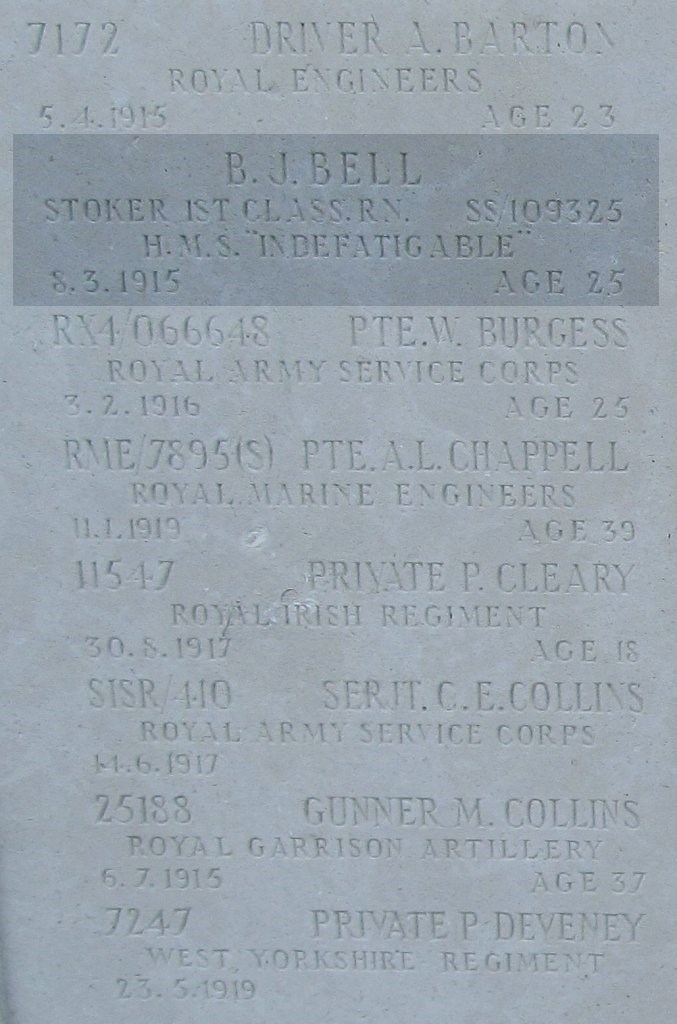 7172 DRIVER A. BARTON
ROYAL ENGINEERS
5.4.1915 AGE 23
B. J. BELL
STOKER 1ST CLASS. R.N. SS/109325
H.M.S. "INDEFATIGABLE"
8.3.1915 AGE 25
RX4/066648 PTE. W. BURGESS
ROYAL ARMY SERVICE CORPS
3.2.1916 AGE 25
RME/7895(S) PTE. A.L. CHAPPELL
ROYAL MARINE ENGINEERS
11.1.1919 AGE 39
11547 PRIVATE P. CLEARY
ROYAL IRISH REGIMENT
30.8.1917 AGE 18
S1SR/410 SERJT. C.E. COLLINS
ROYAL ARMY SERVICE CORPS
14.6.1917
25188 GUNNER M. COLLINS
ROYAL GARRISON ARTILLERY
6.7.1915 AGE 37
7247 PRIVATE P. DEVENEY
WEST YORKSHIRE REGIMENT
23.5.1919